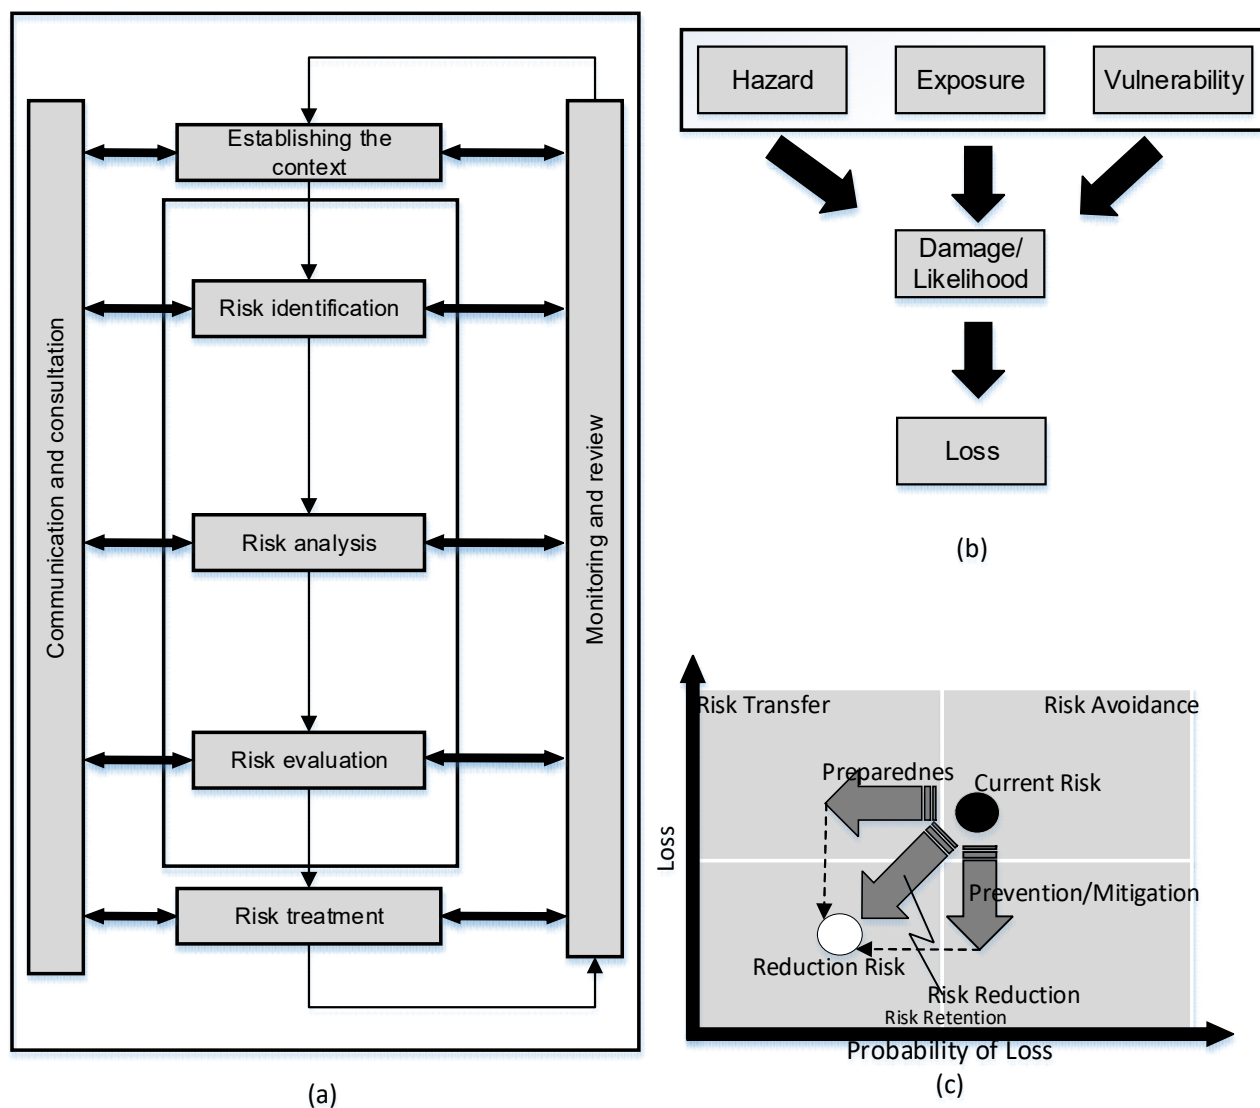 Establishing the
context
Risk identification
Risk analysis
Risk evaluation
Risk treatment
Communication and consultation
Monitoring and review
(a)
Hazard
Exposure
Vulnerability
Damage/
Likelihood
Loss
(b)
Risk Transfer
Risk Avoidance
Preparednes
Current Risk
Prevention/Mitigation
Reduction Risk
Risk Reduction
Risk Retention
Loss
Probability of Loss
(c)